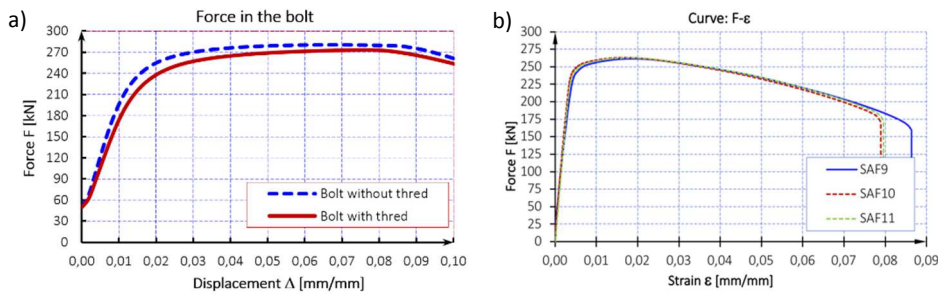 a)
Force in the bolt
Force F [kN]
300
270
240
210
180
150
120
90
60
30
0
Bolt without thred
Bolt with thred
0,00 0,01 0,02 0,03 0,04 0,05 0,06 0,07 0,08 0,09 0,10
Displacement Δ [mm/mm]
b)
Curve: F-ε
Force F [kN]
300
275
250
225
200
175
150
125
100
75
50
25
0
SAF9
SAF10
SAF11
0,00 0,01 0,02 0,03 0,04 0,05 0,06 0,07 0,08 0,09
Strain ε [mm/mm]